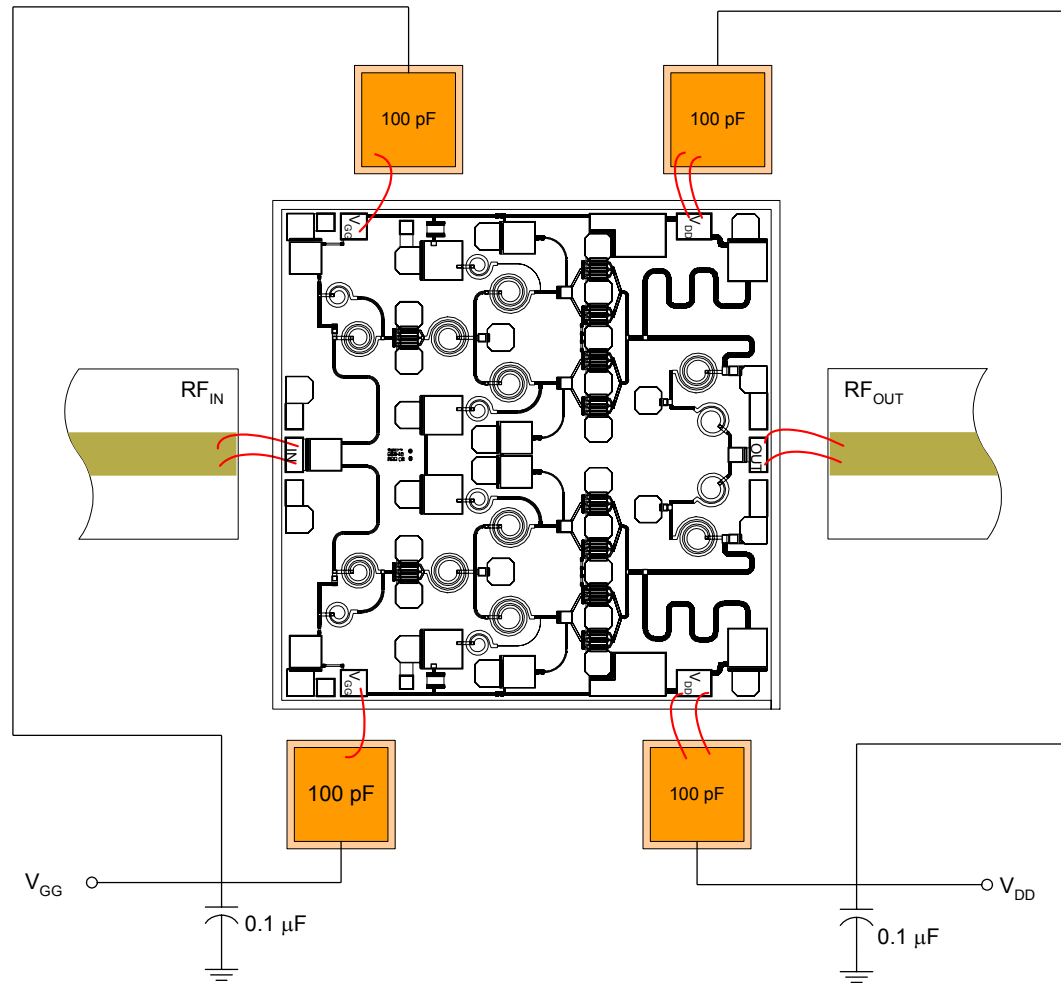 100 pF
100 pF
VGG
VDD
RFIN
RFOUT
IN
OUT
VGG
VDD
100 pF
100 pF
VGG
VDD
0.1 μF
0.1 μF